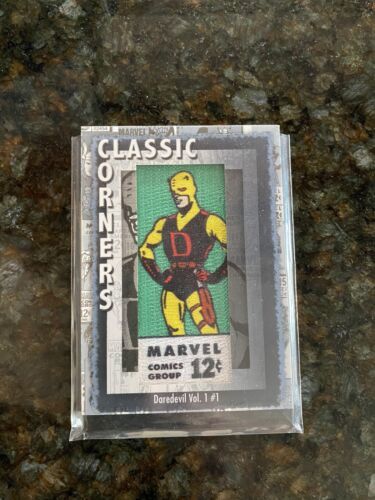 CLASSIC
CORNERS
D
MARVEL
COMICS
GROUP 12¢
Daredevil Vol. 1 #1